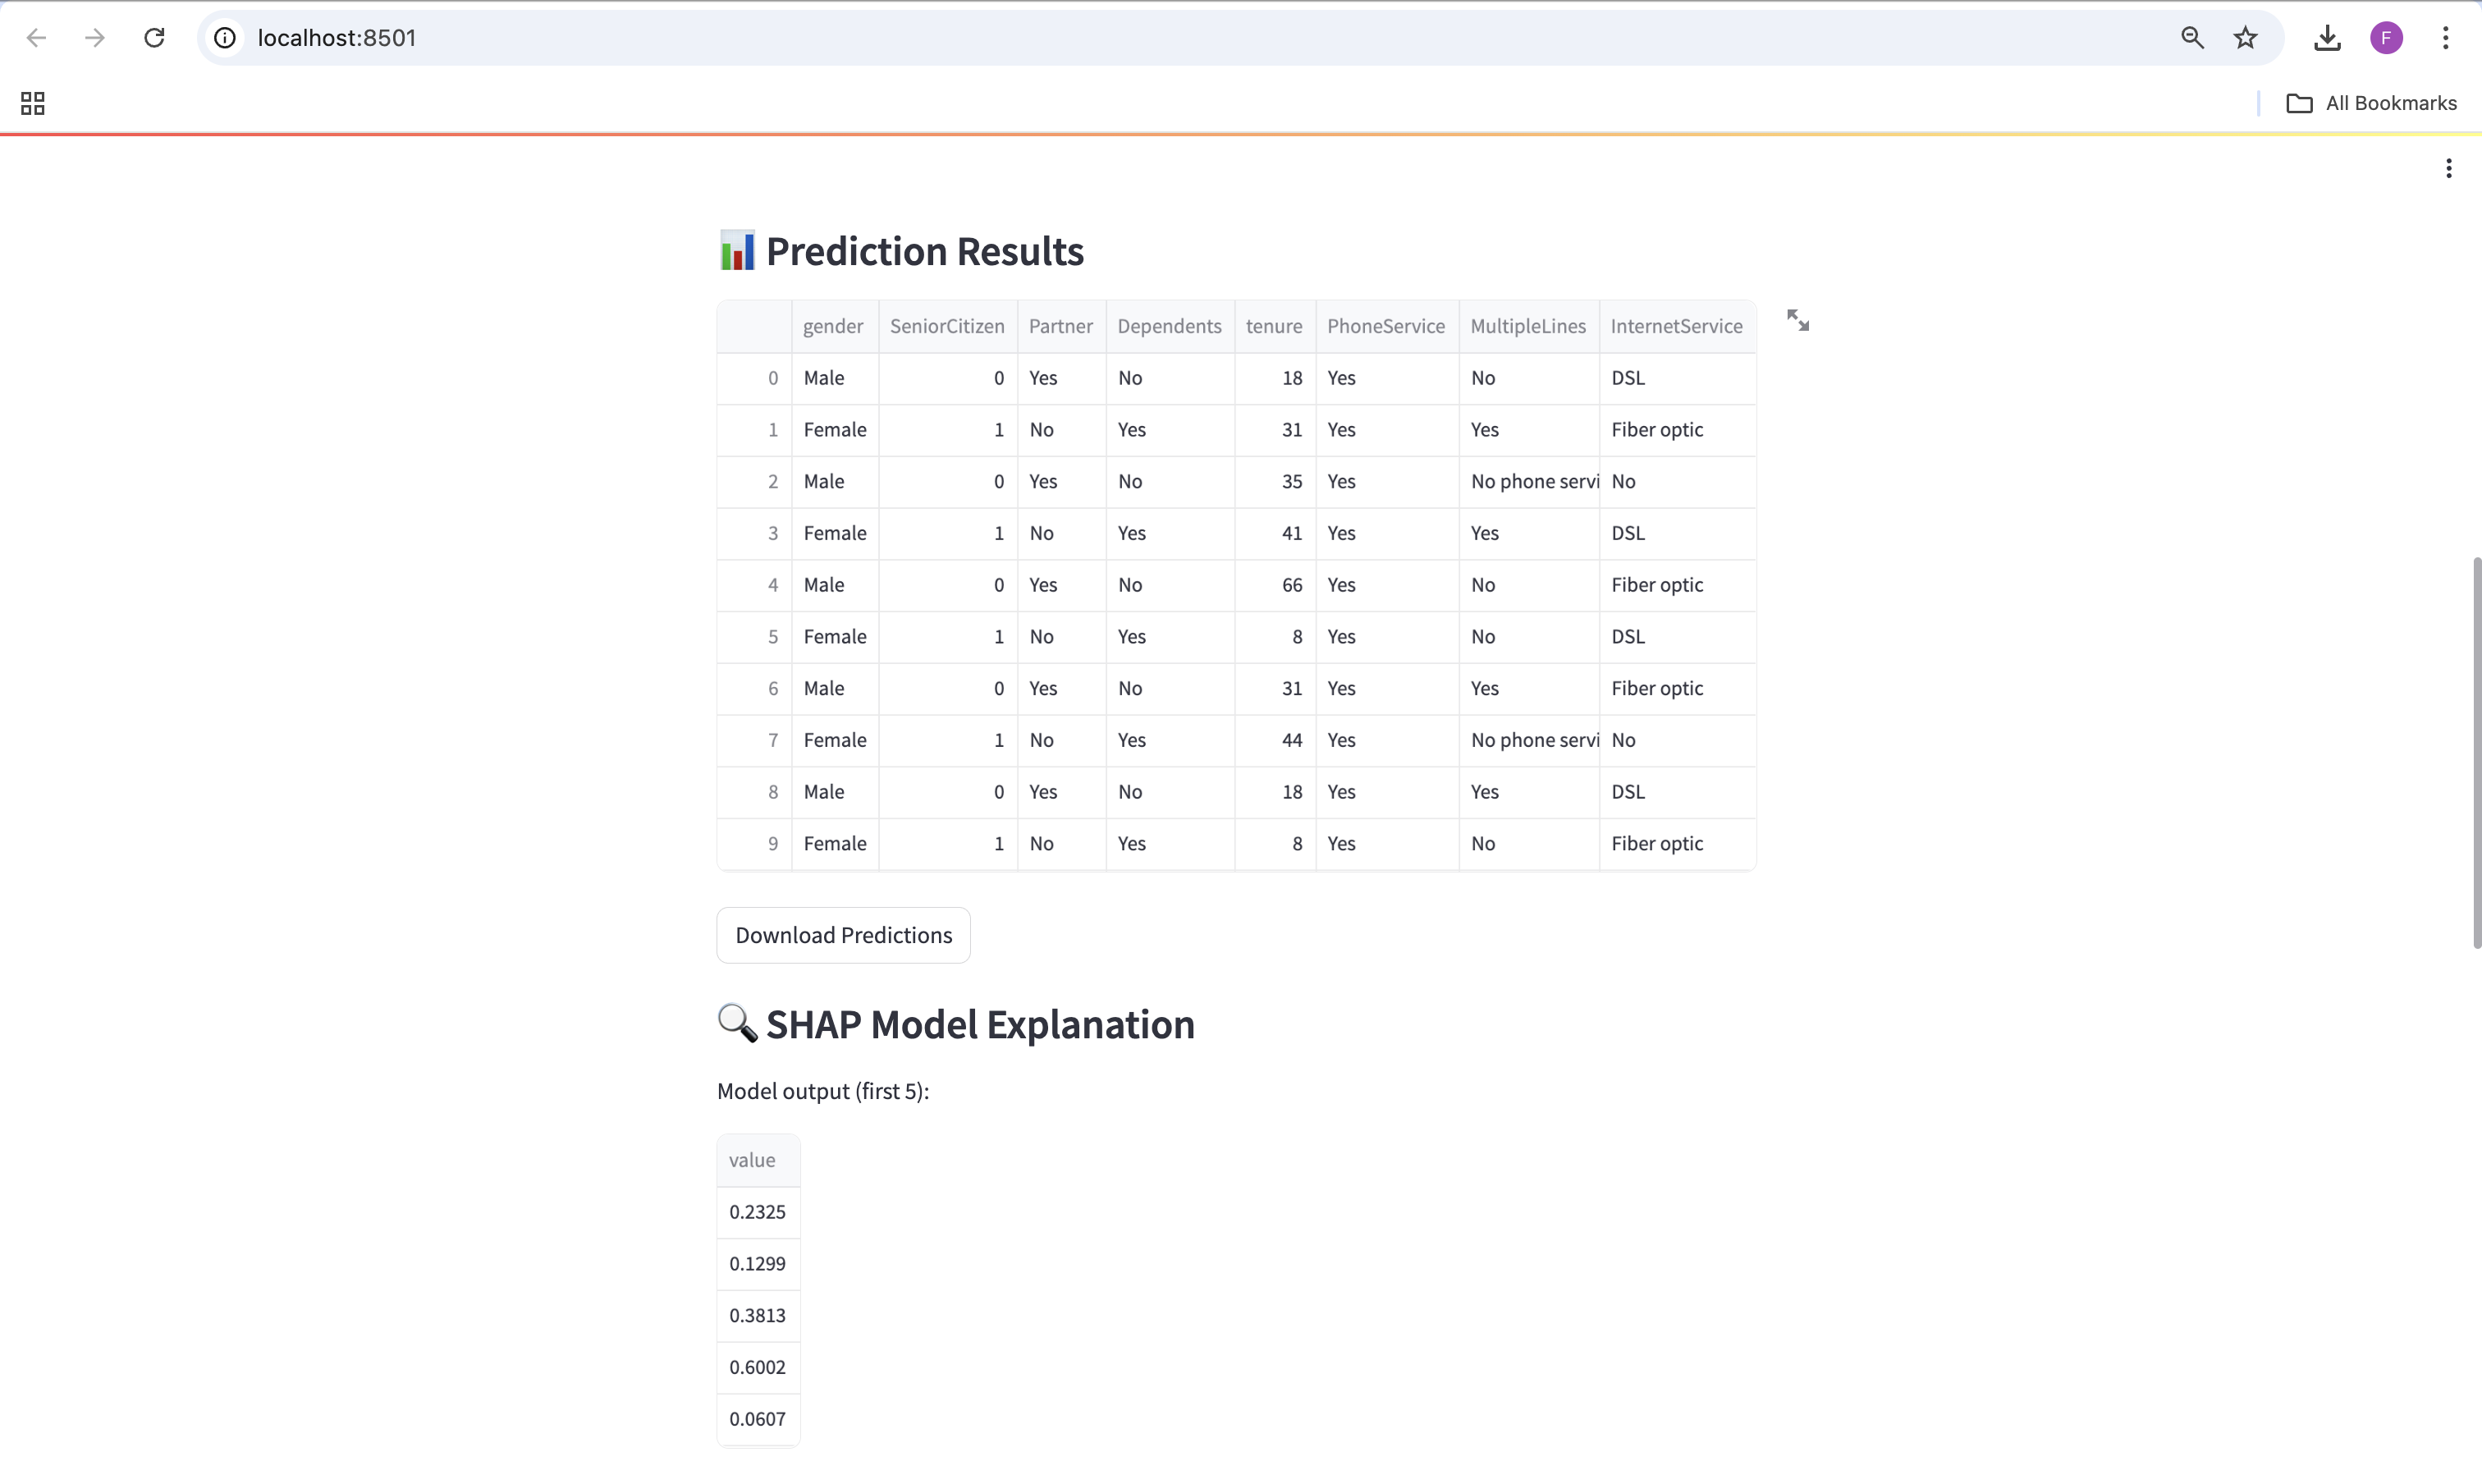 localhost:8501
F
All Bookmarks
Prediction Results
gender SeniorCitizen Partner Dependents tenure PhoneService MultipleLines InternetService
0 Male 0 Yes No 18 Yes No DSL
1 Female 1 No Yes 31 Yes Yes Fiber optic
2 Male 0 Yes No 35 Yes No phone servi No
3 Female 1 No Yes 41 Yes Yes DSL
4 Male 0 Yes No 66 Yes No Fiber optic
5 Female 1 No Yes 8 Yes No DSL
6 Male 0 Yes No 31 Yes Yes Fiber optic
7 Female 1 No Yes 44 Yes No phone servi No
8 Male 0 Yes No 18 Yes Yes DSL
9 Female 1 No Yes 8 Yes No Fiber optic
Download Predictions
SHAP Model Explanation
Model output (first 5):
value
0.2325
0.1299
0.3813
0.6002
0.0607